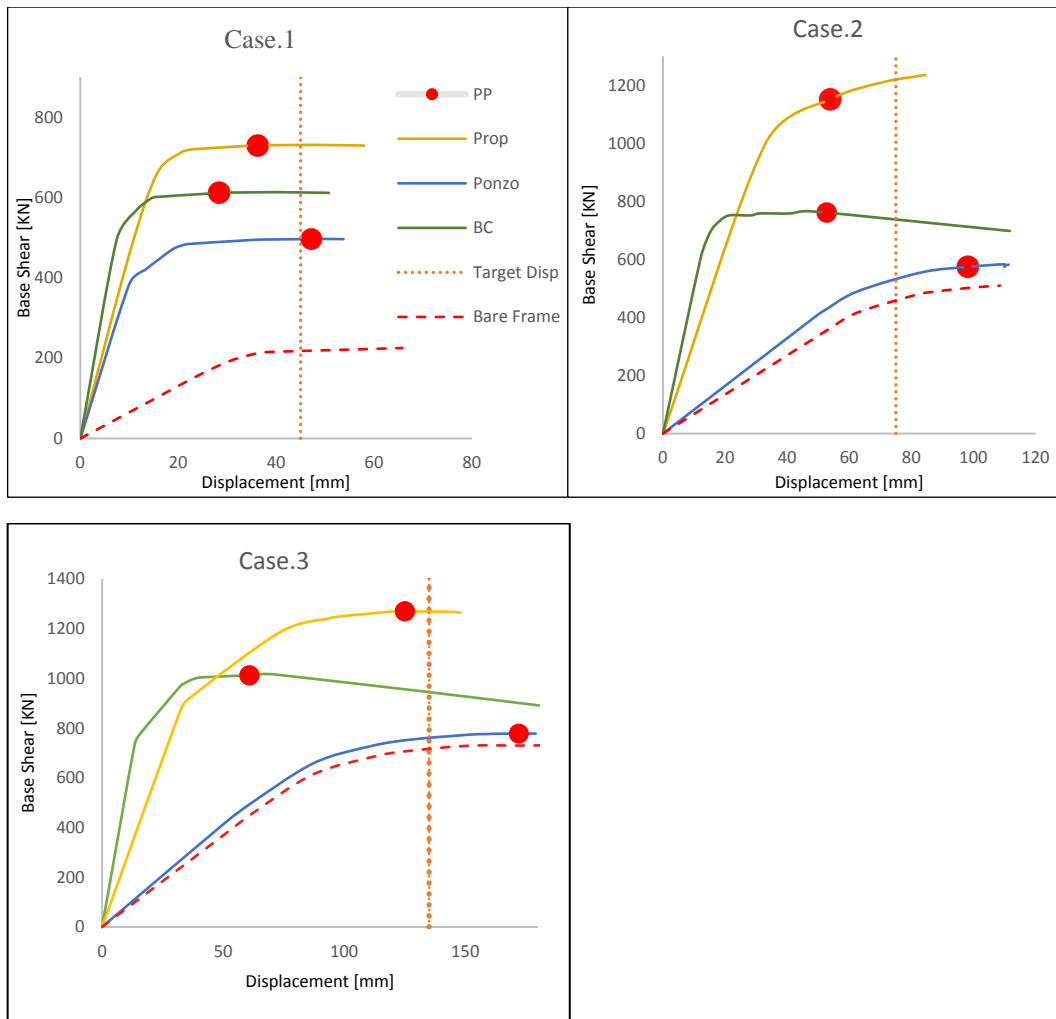 Case.1
Base Shear [KN]
800
600
400
200
0
0 20 40 60 80
Displacement [mm]
PP
Prop
Ponzo
BC
Target Disp
Bare Frame
Case.2
Base Shear [KN]
1200
1000
800
600
400
200
0
0 20 40 60 80 100 120
Displacement [mm]
Case.3
Base Shear [KN]
1400
1200
1000
800
600
400
200
0
0 50 100 150
Displacement [mm]